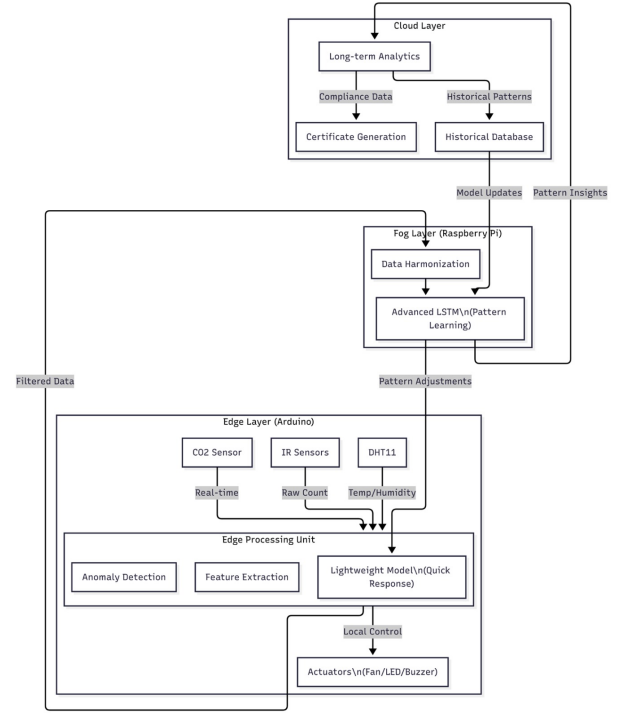 Cloud Layer
Long-term Analytics
Compliance Data
Historical Patterns
Certificate Generation
Historical Database
Model Updates
Pattern Insights
Fog Layer (Raspberry Pi)
Data Harmonization
Advanced LSTM\n(Pattern
Learning)
Filtered Data
Pattern Adjustments
Edge Layer (Arduino)
CO2 Sensor
IR Sensors
DHT11
Real-time
Raw Count
Temp/Humidity
Edge Processing Unit
Anomaly Detection
Feature Extraction
Lightweight Model\n(Quick
Response)
Local Control
Actuators\n(Fan/LED/Buzzer)